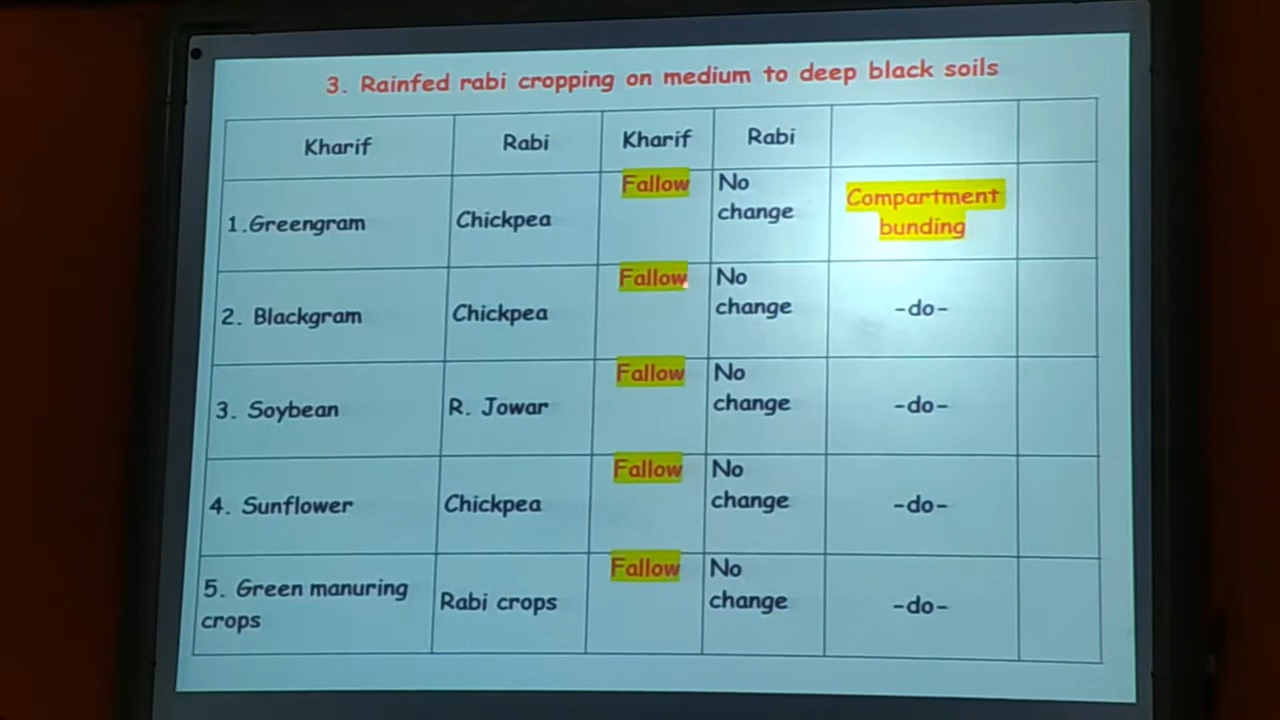 3. Rainfed rabi cropping on medium to deep black soils
Kharif Rabi Kharif Rabi
1.Greengram Chickpea Fallow No change Compartment bunding
2. Blackgram Chickpea Fallow No change -do-
3. Soybean R. Jowar Fallow No change -do-
4. Sunflower Chickpea Fallow No change -do-
5. Green manuring crops Rabi crops Fallow No change -do-